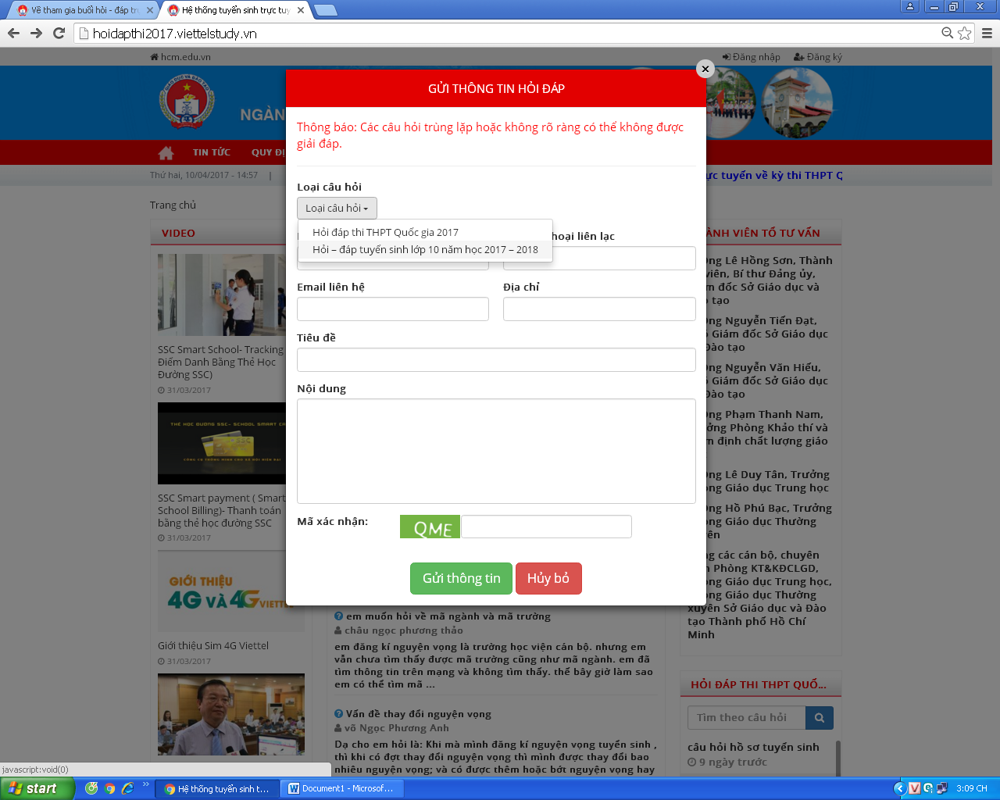 Về tham gia buổi hỏi - đáp tr
Hệ thống tuyển sinh trực tuy
hoidapthi2017.viettelstudy.vn
hcm.edu.vn
Đăng nhập
Đăng ký
NGÀN
TIN TỨC
QUY ĐỊ
Thứ hai, 10/04/2017 - 14:57 |
ực tuyến về kỳ thi THPT Q
Trang chủ
GỬI THÔNG TIN HỎI ĐÁP
Thông báo: Các câu hỏi trùng lặp hoặc không rõ ràng có thể không được
giải đáp.
Loại câu hỏi
Loại câu hỏi
Hỏi đáp thi THPT Quốc gia 2017
Hỏi – đáp tuyển sinh lớp 10 năm học 2017 – 2018
hoại liên lạc
Email liên hệ
Địa chỉ
Tiêu đề
Nội dung
Mã xác nhận:
QME
Gửi thông tin
Hủy bỏ
VIDEO
SSC Smart School- Tracking
Điểm Danh Bằng Thẻ Học
Đường SSC)
31/03/2017
THẺ HỌC ĐƯỜNG SSC- SCHOOL SMART CA
SSC Smart payment ( Smart
School Billing)- Thanh toán
bằng thẻ học đường SSC
31/03/2017
GIỚI THIỆU
4G VÀ 4G VIETTEL
Giới thiệu Sim 4G Viettel
31/03/2017
em muốn hỏi về mã ngành và mã trường
châu ngọc phương thảo
em đăng kí nguyện vọng là trường học viện cán bộ. nhưng em
vẫn chưa tìm thấy được mã trường cũng như mã ngành. em đã
tìm thông tin trên mạng và không tìm thấy. thế bây giờ làm sao
em có thể tìm mã ...
Vấn đề thay đổi nguyện vọng
võ Ngọc Phương Anh
Dạ cho em hỏi là: Khi mà mình đăng kí nguyện vọng tuyển sinh ,
thì khi có đợt thay đổi nguyện vọng thì mình được thay đổi bao
nhiêu nguyện vọng; và có được thêm hoặc bớt nguyện vọng hay
ÀNH VIÊN TỔ TƯ VẤN
ng Lê Hồng Sơn, Thành
viên, Bí thư Đảng ủy,
m đốc Sở Giáo dục và
tạo
ng Nguyễn Tiến Đạt,
Giám đốc Sở Giáo dục
Đào tạo
ng Nguyễn Văn Hiếu,
Giám đốc Sở Giáo dục
Đào tạo
ng Phạm Thanh Nam,
ởng Phòng Khảo thí và
m định chất lượng giáo
ng Lê Duy Tân, Trưởng
ng Giáo dục Trung học
ng Hồ Phú Bạc, Trưởng
ng Giáo dục Thường
ên
ng các cán bộ, chuyên
n Phòng KT&KĐCLGD,
ng Giáo dục Trung học,
ng Giáo dục Thường
xuyên Sở Giáo dục và Đào
tạo Thành phố Hồ Chí
Minh
HỎI ĐÁP THI THPT QUỐ...
Tìm theo câu hỏi
câu hỏi hồ sơ tuyển sinh
9 ngày trước
javascript:void(0)
start
Hệ thống tuyển sinh t...
Document1 - Microsof...
3:09 CH